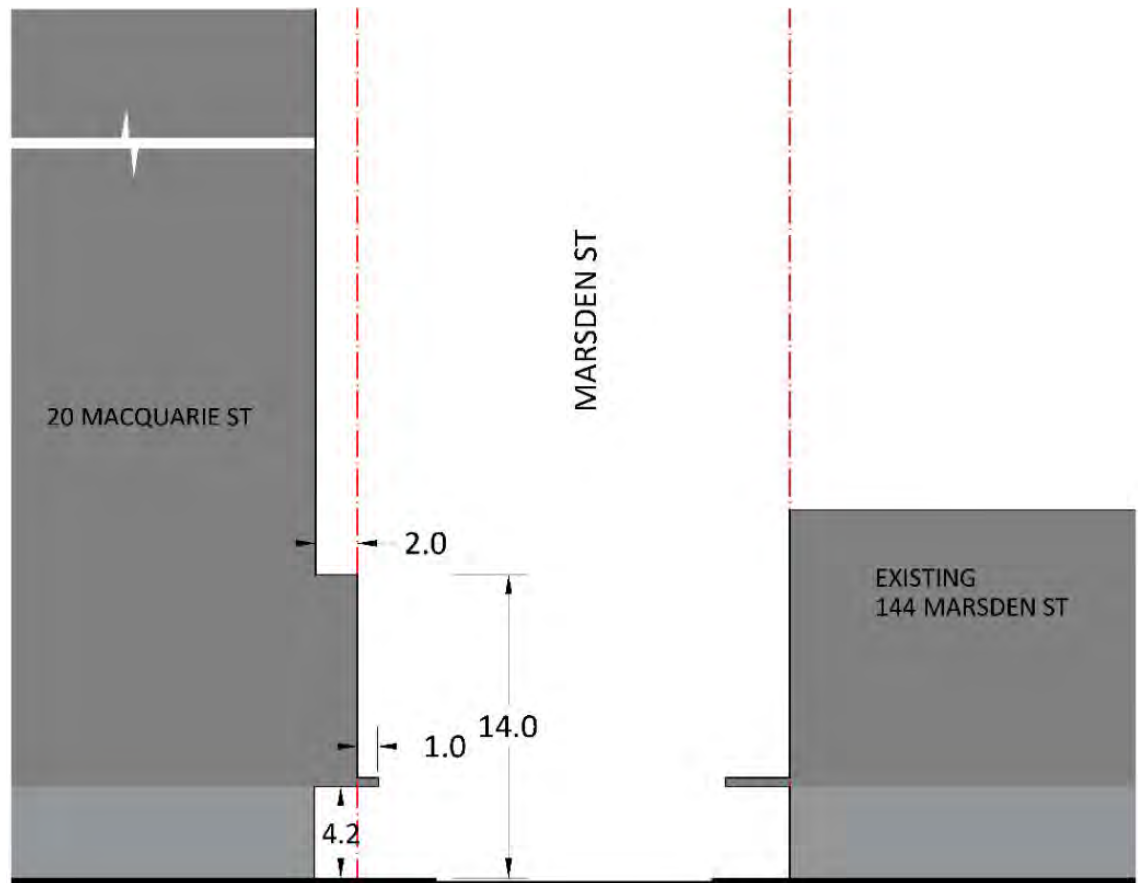 MARSDEN ST
20 MACQUARIE ST
2.0
EXISTING
144 MARSDEN ST
1.0
14.0
4.2